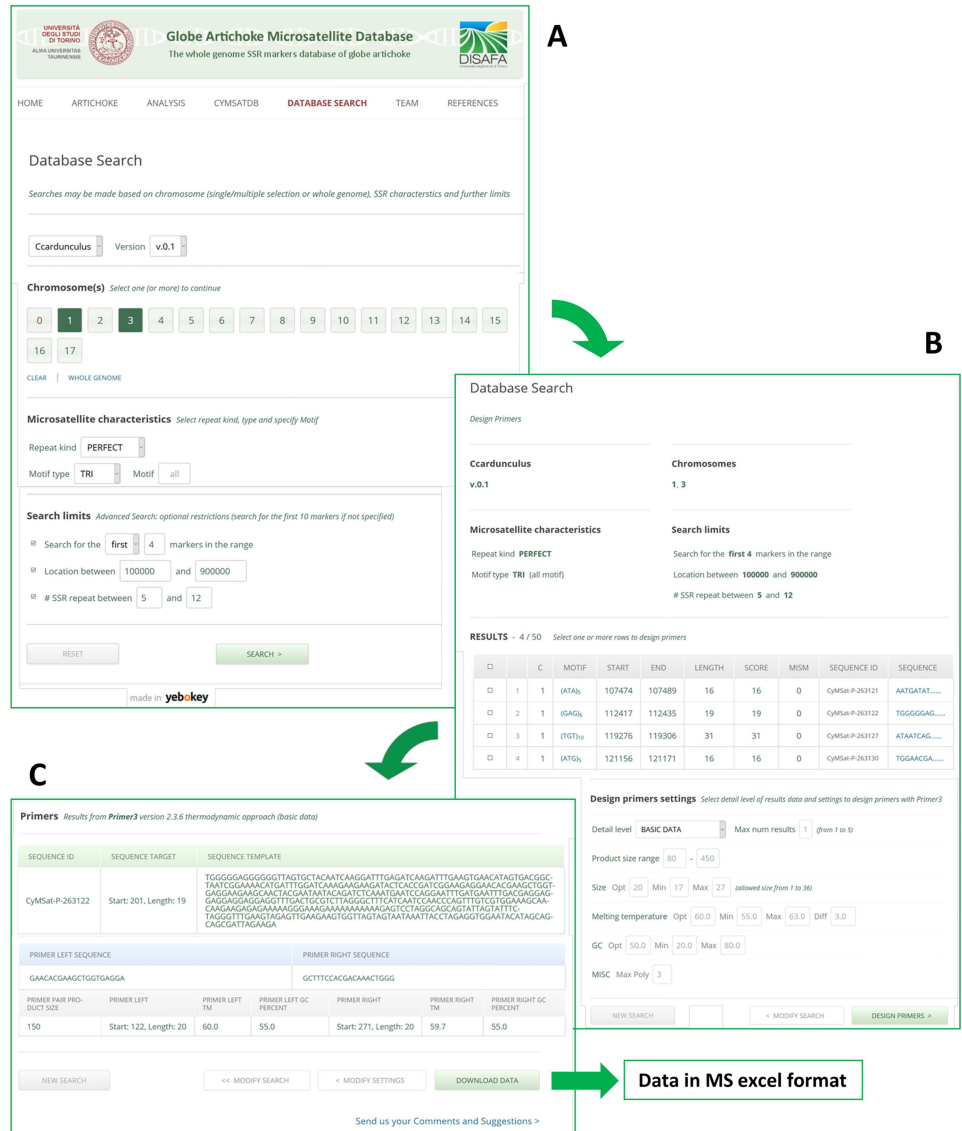 UNIVERSITÀ
DEGLI STUDI
DI TORINO
ALMA UNIVERSITAS
TAURINENSIS
Globe Artichoke Microsatellite Database
The whole genome SSR markers database of globe artichoke
DISAFA
A
HOME ARTICHOKE ANALYSIS CYMSATDB DATABASE SEARCH TEAM REFERENCES
Database Search
Searches may be made based on chromosome (single/multiple selection or whole genome), SSR characterstics and further limits
Ccardunculus Version v.0.1
Chromosome(s) Select one (or more) to continue
0 1 2 3 4 5 6 7 8 9 10 11 12 13 14 15
16 17
CLEAR | WHOLE GENOME
Microsatellite characteristics Select repeat kind, type and specify Motif
Repeat kind PERFECT
Motif type TRI Motif all
Search limits Advanced Search: optional restrictions (search for the first 10 markers if not specified)
Search for the first 4 markers in the range
Location between 100000 and 900000
# SSR repeat between 5 and 12
RESET SEARCH >
made in yebokey
B
Database Search
Design Primers
Ccardunculus Chromosomes
v.0.1 1, 3
Microsatellite characteristics Search limits
Repeat kind PERFECT Search for the first 4 markers in the range
Motif type TRI (all motif) Location between 100000 and 900000
# SSR repeat between 5 and 12
RESULTS - 4 / 50 Select one or more rows to design primers
C MOTIF START END LENGTH SCORE MISM SEQUENCE ID SEQUENCE
1 1 (ATA)5 107474 107489 16 16 0 CyMSat-P-263121 AATGATAT......
2 1 (GAG)6 112417 112435 19 19 0 CyMSat-P-263122 TGGGGGAG......
3 1 (TGT)10 119276 119306 31 31 0 CyMSat-P-263127 ATAATCAG......
4 1 (ATG)5 121156 121171 16 16 0 CyMSat-P-263130 TGGAACGA......
Design primers settings Select detail level of results data and settings to design primers with Primer3
Detail level BASIC DATA Max num results 1 (from 1 to 5)
Product size range 80 - 450
Size Opt 20 Min 17 Max 27 (allowed size from 1 to 36)
Melting temperature Opt 60.0 Min 55.0 Max 63.0 Diff 3.0
GC Opt 50.0 Min 20.0 Max 80.0
MISC Max Poly 3
NEW SEARCH < MODIFY SEARCH DESIGN PRIMERS >
C
Primers Results from Primer3 version 2.3.6 thermodynamic approach (basic data)
SEQUENCE ID SEQUENCE TARGET SEQUENCE TEMPLATE
CyMSat-P-263122 Start: 201, Length: 19
TGGGGGAGGGGGGTTAGTGCTACAATCAAGGATTTGAGATCAAGATTTGAAGTGAACATAGTGACGGC-
TAATCGGAAAACATGATTTGGATCAAAGAAGAAGATACTCACCGATCGGAAGAGGAACACGAAGCTGGT-
GAGGAAGAAGCAACTACGAATAATACAGATCTCAAATGAATCCAGGAATTTGATGAATTTGACGAGGAG-
GAGGAGGAGGAGGTTTGACTGCGTCTTAGGGCTTTCATCAATCCAACCCAGTTTGTCGTGGAAAGCAA-
CAAGAAGAGAGAAAAAGGGAAAGAAAAAAAAAAAGAGTCCTAGGCAGCAGTATTAGTATTTC-
TAGGGTTTGAAGTAGAGTTGAAGAAGTGGTTAGTAGTAATAAATTACCTAGAGGTGGAATACATAGCAG-
CAGCGATTAGAAGA
PRIMER LEFT SEQUENCE PRIMER RIGHT SEQUENCE
GAACACGAAGCTGGTGAGGA GCTTTCCACGACAAACTGGG
PRIMER PAIR PRO-
DUCT SIZE PRIMER LEFT PRIMER LEFT
TM PRIMER LEFT GC
PERCENT PRIMER RIGHT PRIMER RIGHT
TM PRIMER RIGHT GC
PERCENT
150 Start: 122, Length: 20 60.0 55.0 Start: 271, Length: 20 59.7 55.0
NEW SEARCH << MODIFY SEARCH < MODIFY SETTINGS DOWNLOAD DATA
Data in MS excel format
Send us your Comments and Suggestions >